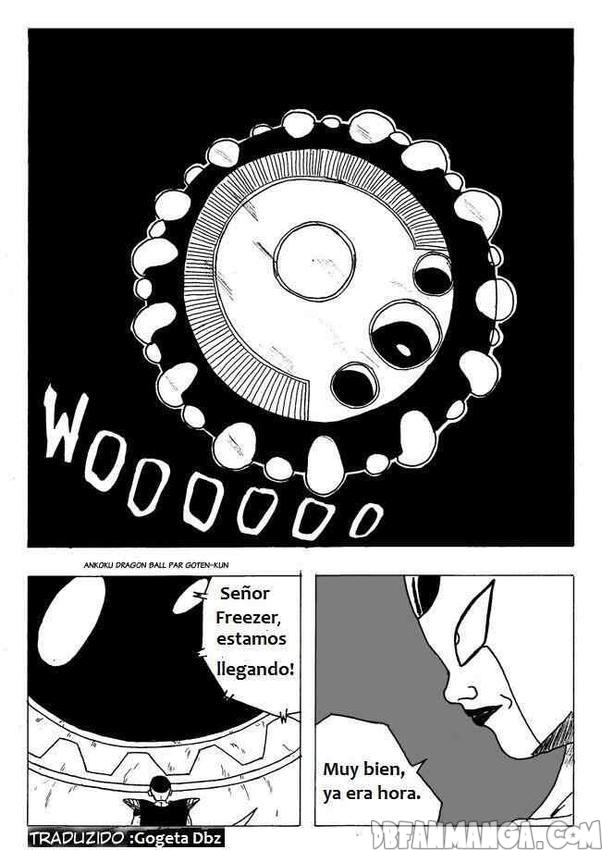 WOOOOOO
ANKOKU DRAGON BALL PAR GOTEN-KUN
Señor
Freezer,
estamos
llegando!
Muy bien,
ya era hora.
TRADUZIDO :Gogeta Dbz
DBFANMANGA.COM